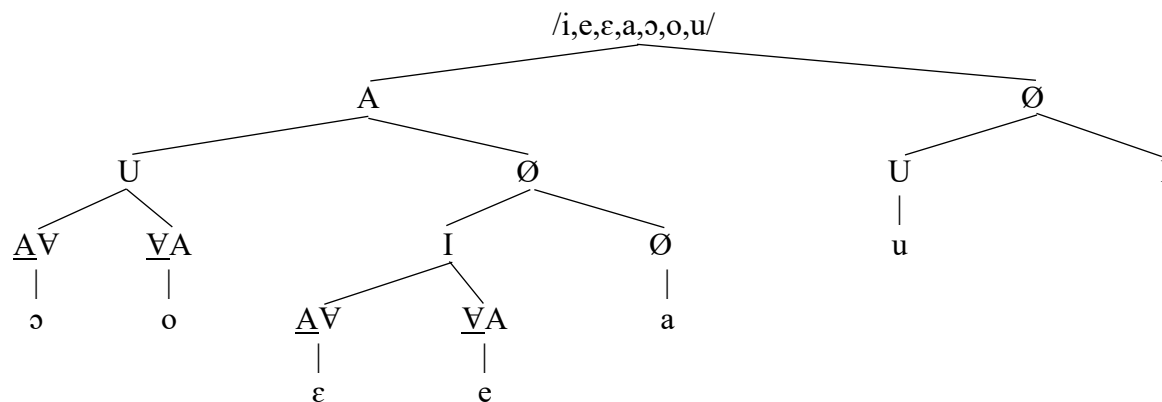 /i,e,ɛ,a,ɔ,o,u/
A Ø
U Ø U
A∀ ∀A I Ø u
ɔ o A∀ ∀A a
ɛ e